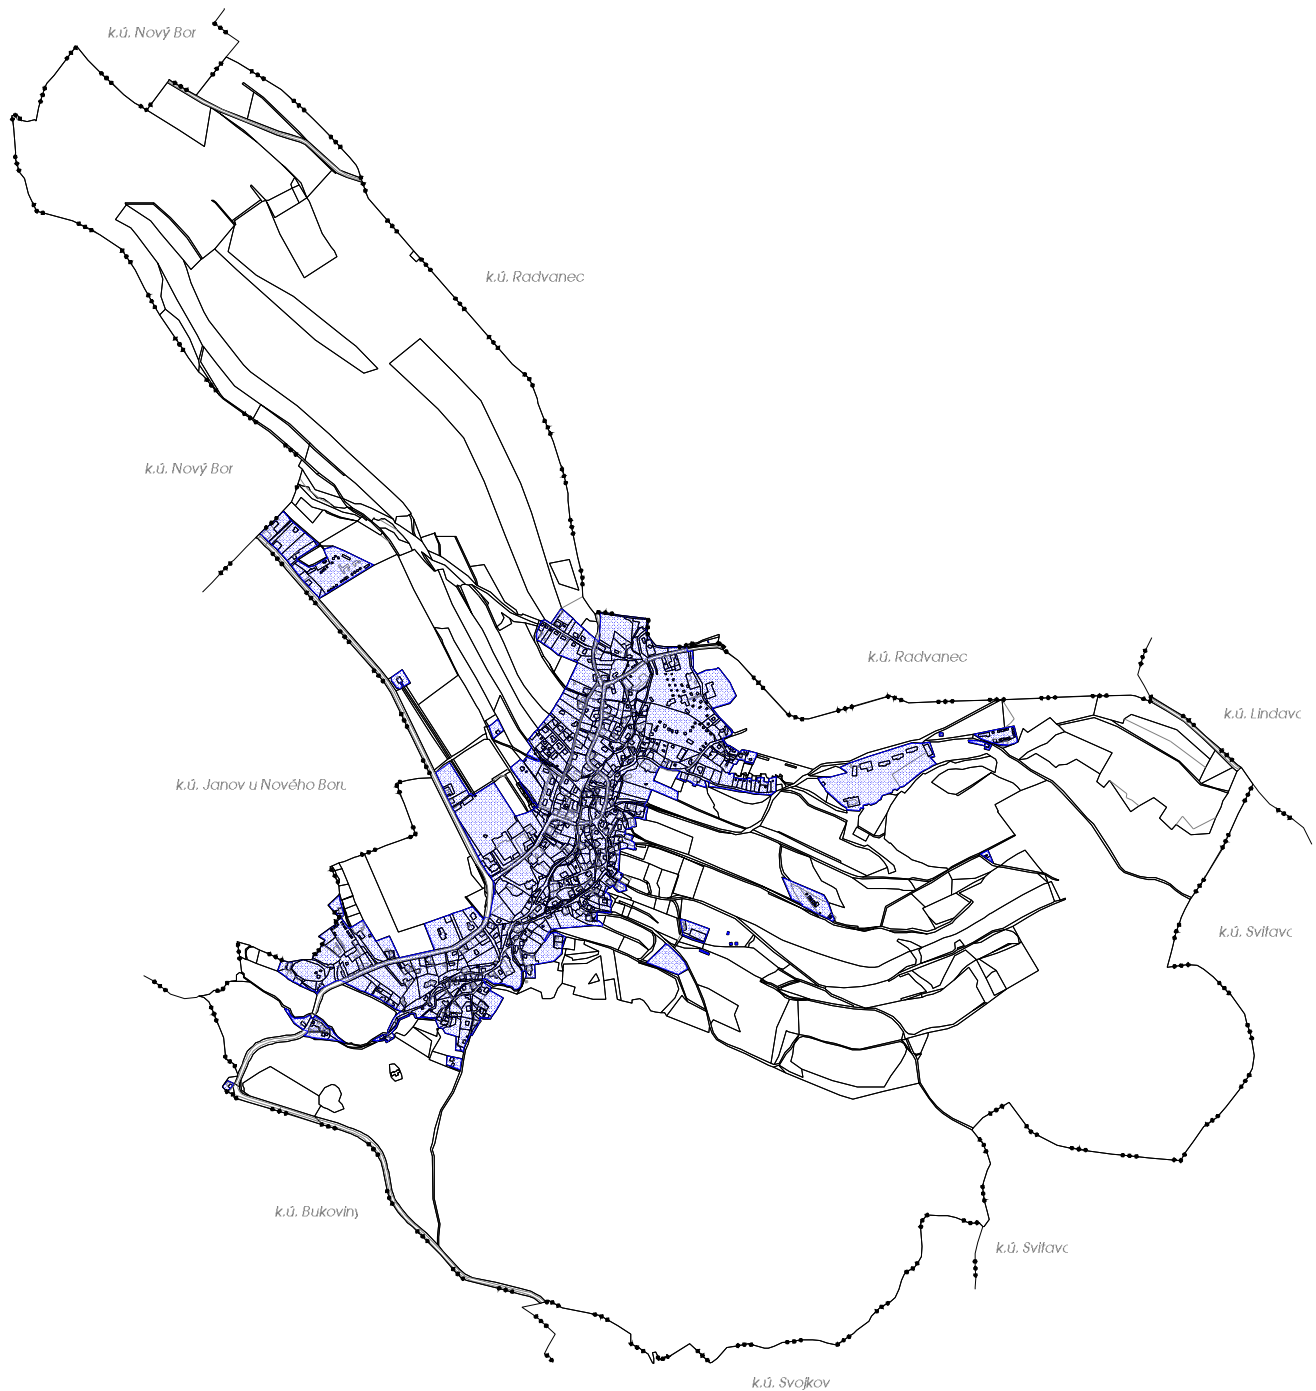 k.ú. Nový Bor
k.ú. Radvanec
k.ú. Nový Bor
k.ú. Radvanec
k.ú. Lindava
k.ú. Janov u Nového Boru
k.ú. Svitava
k.ú. Bukoviny
k.ú. Svitava
k.ú. Svojkov